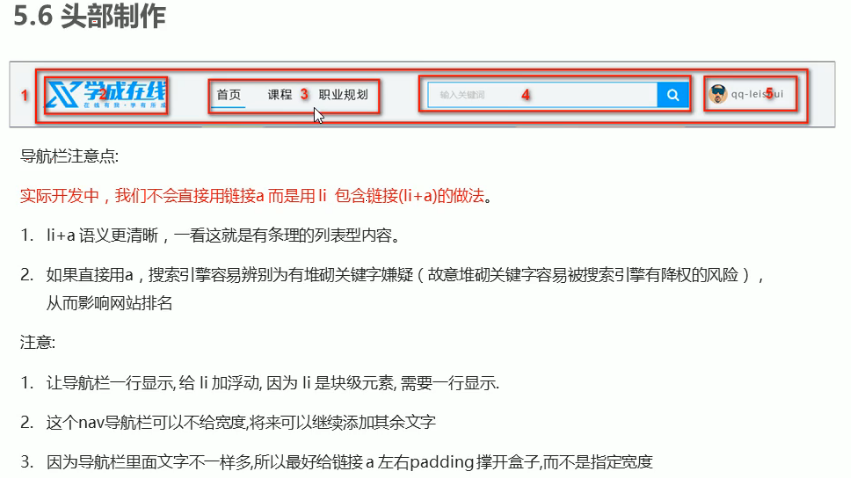 5.6 头部制作
1 2 学成在线 首页 课程 3 职业规划 输入关键词 4 qq-lei 5 ui
导航栏注意点:
实际开发中，我们不会直接用链接a 而是用 li 包含链接(li+a)的做法。
1. li+a 语义更清晰，一看这就是有条理的列表型内容。
2. 如果直接用a，搜索引擎容易辨别为有堆砌关键字嫌疑（故意堆砌关键字容易被搜索引擎有降权的风险），
从而影响网站排名
注意:
1. 让导航栏一行显示, 给 li 加浮动, 因为 li 是块级元素, 需要一行显示.
2. 这个nav导航栏可以不给宽度,将来可以继续添加其余文字
3. 因为导航栏里面文字不一样多,所以最好给链接 a 左右padding 撑开盒子,而不是指定宽度